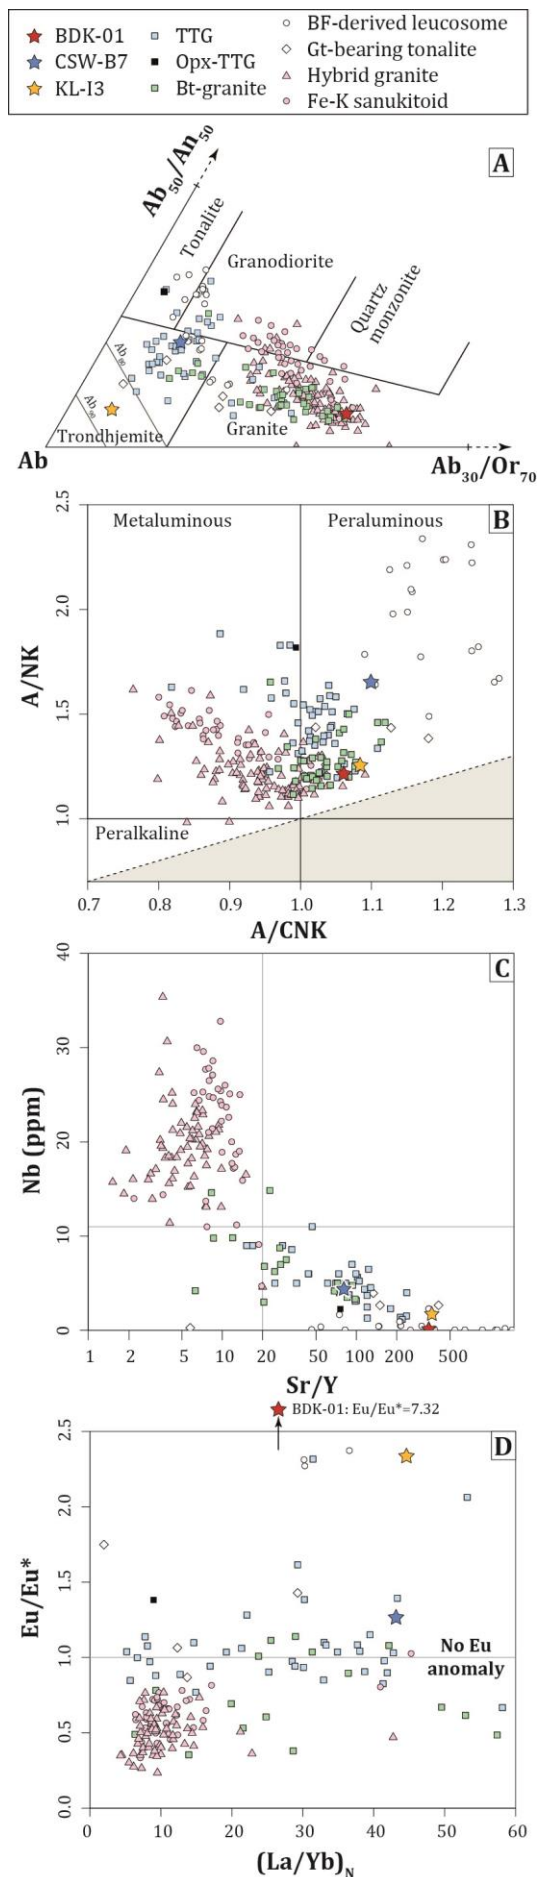 BDK-01
CSW-B7
KL-I3
TTG
Opx-TTG
Bt-granite
BF-derived leucosome
Gt-bearing tonalite
Hybrid granite
Fe-K sanukitoid
A
Ab50/An50
Tonalite
Granodiorite
Quartz
monzonite
Trondhjemite
Granite
Ab
Ab30/Or70
B
Metaluminous
Peraluminous
2.5
2.0
1.5
1.0
A/NK
Peralkaline
0.7 0.8 0.9 1.0 1.1 1.2 1.3
A/CNK
C
40
30
20
10
0
Nb (ppm)
1 2 5 10 20 50 100 200 500
Sr/Y
BDK-01: Eu/Eu*=7.32
D
2.5
2.0
1.5
1.0
0.5
0.0
Eu/Eu*
No Eu
anomaly
0 10 20 30 40 50 60
(La/Yb)N